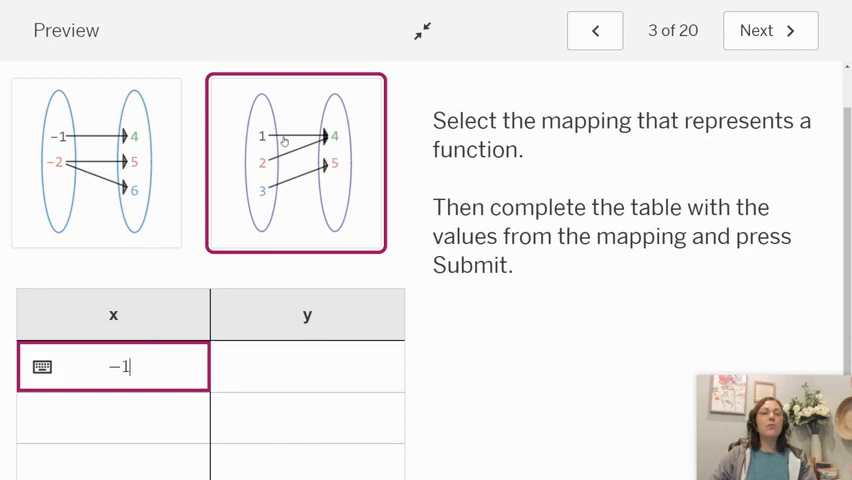 Preview
3 of 20
Next
-1 4
-2 5
6
1 4
2 5
3
Select the mapping that represents a
function.
Then complete the table with the
values from the mapping and press
Submit.
x y
−1